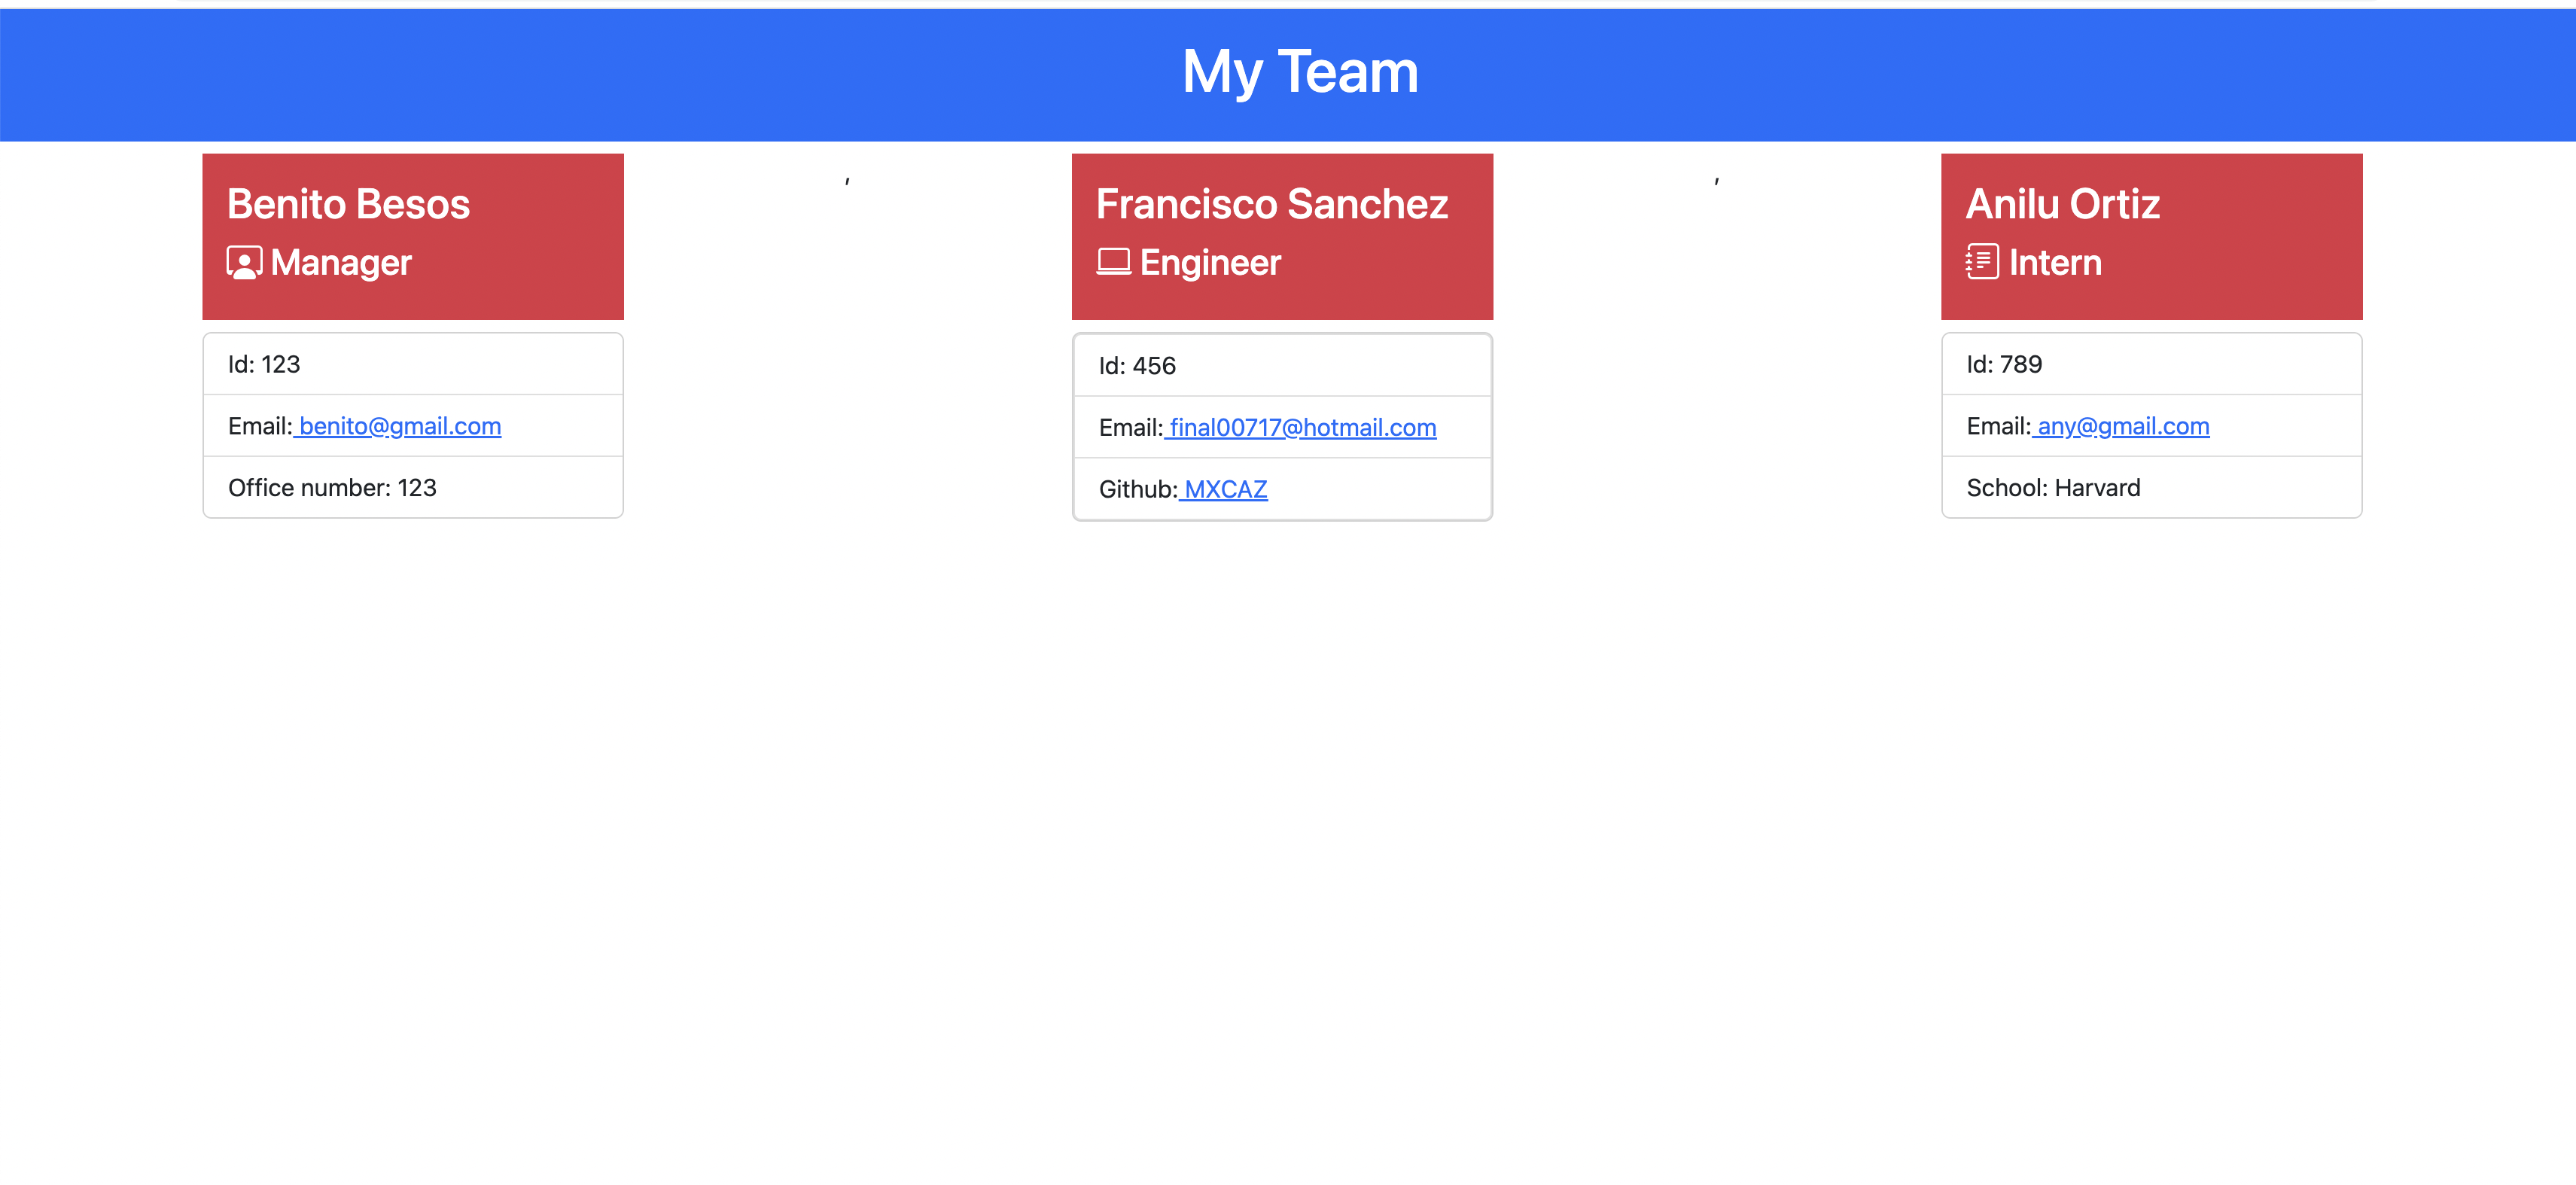 My Team
Benito Besos
Manager
Id: 123
Email: benito@gmail.com
Office number: 123
,
Francisco Sanchez
Engineer
Id: 456
Email: final00717@hotmail.com
Github: MXCAZ
,
Anilu Ortiz
Intern
Id: 789
Email: any@gmail.com
School: Harvard